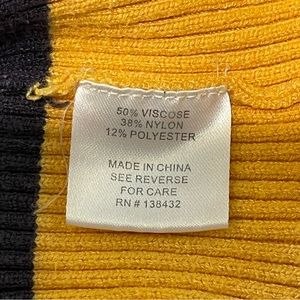 50% VISCOSE
38% NYLON
12% POLYESTER
MADE IN CHINA
SEE REVERSE
FOR CARE
RN # 138432